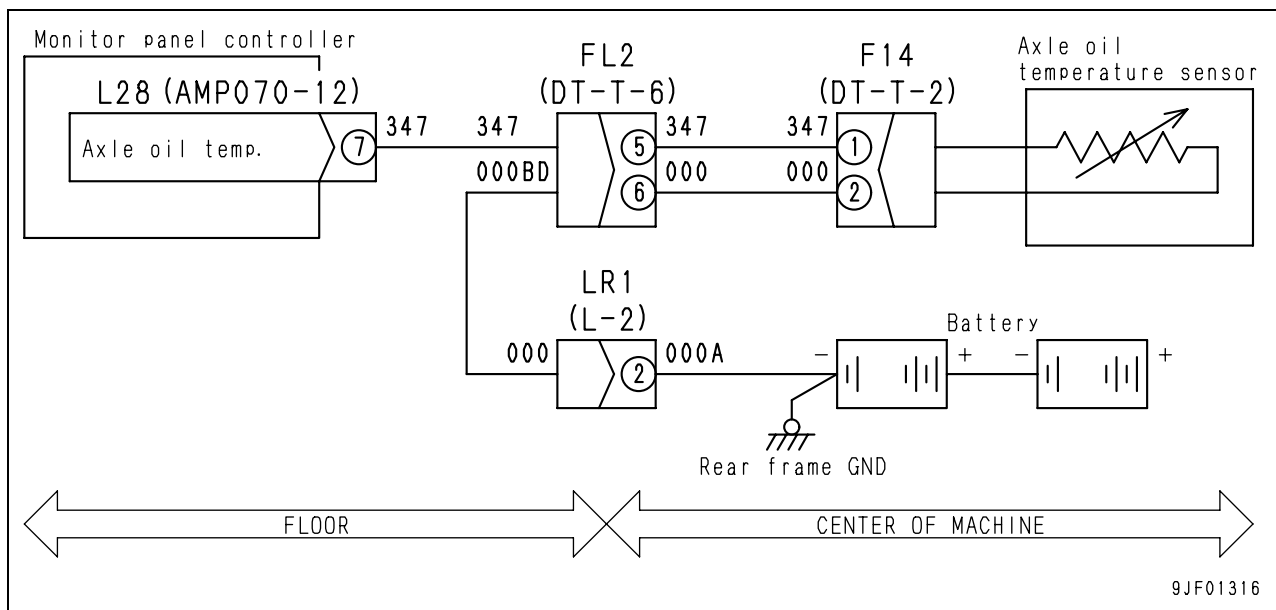 Monitor panel controller
L28 (AMP070-12)
Axle oil temp.
7
347
347
000BD
FL2
(DT-T-6)
5
6
347
000
347
000
F14
(DT-T-2)
1
2
Axle oil
temperature sensor
LR1
(L-2)
000
2
000A
Battery
- + - +
Rear frame GND
FLOOR
CENTER OF MACHINE
9JF01316